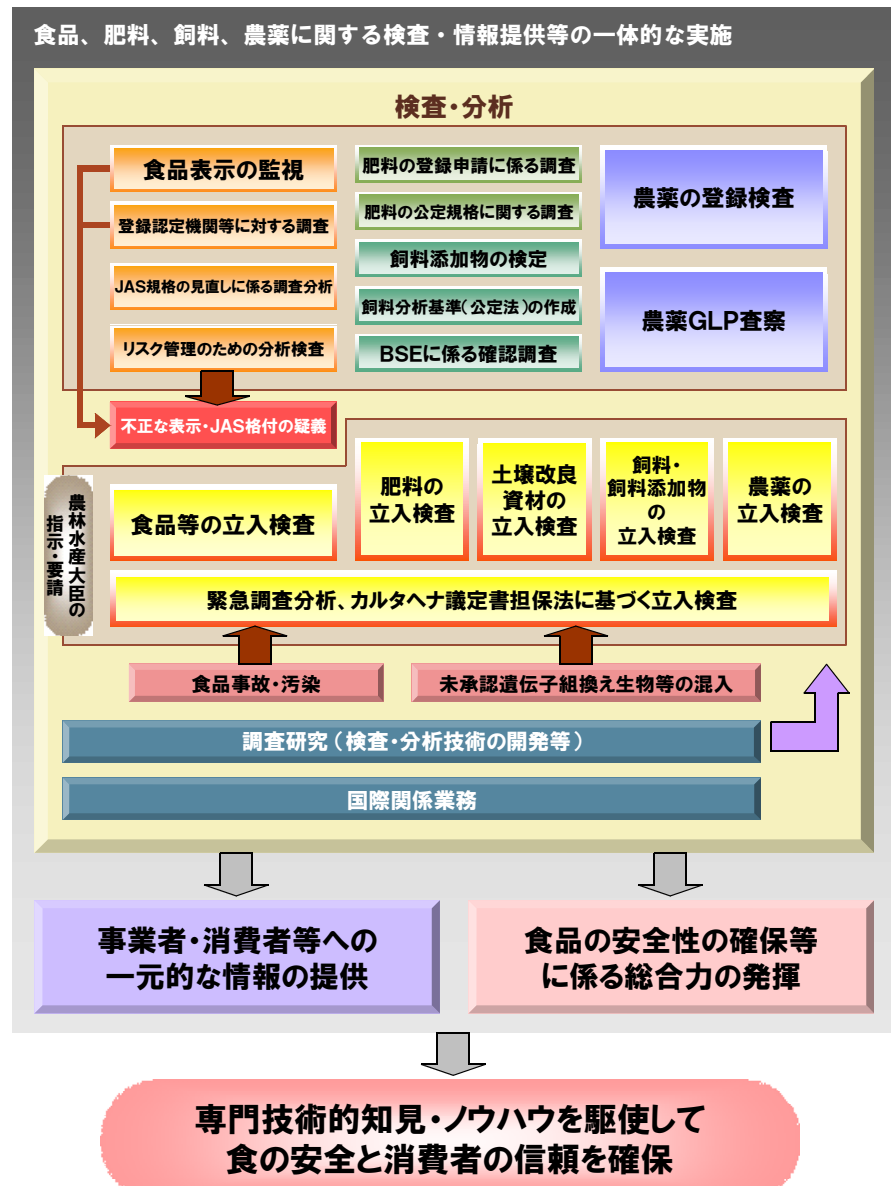 食品、肥料、飼料、農薬に関する検査・情報提供等の一体的な実施
検査・分析
食品表示の監視
登録認定機関等に対する調査
JAS規格の見直しに係る調査分析
リスク管理のための分析検査
肥料の登録申請に係る調査
肥料の公定規格に関する調査
飼料添加物の検定
飼料分析基準（公定法）の作成
BSEに係る確認調査
農薬の登録検査
農薬GLP査察
不正な表示・JAS格付の疑義
農林水産大臣の
指示・要請
食品等の立入検査
肥料の
立入検査
土壌改良
資材の
立入検査
飼料・
飼料添加物
の
立入検査
農薬の
立入検査
緊急調査分析、カルタヘナ議定書担保法に基づく立入検査
食品事故・汚染
未承認遺伝子組換え生物等の混入
調査研究（検査・分析技術の開発等）
国際関係業務
事業者・消費者等への
一元的な情報の提供
食品の安全性の確保等
に係る総合力の発揮
専門技術的知見・ノウハウを駆使して
食の安全と消費者の信頼を確保